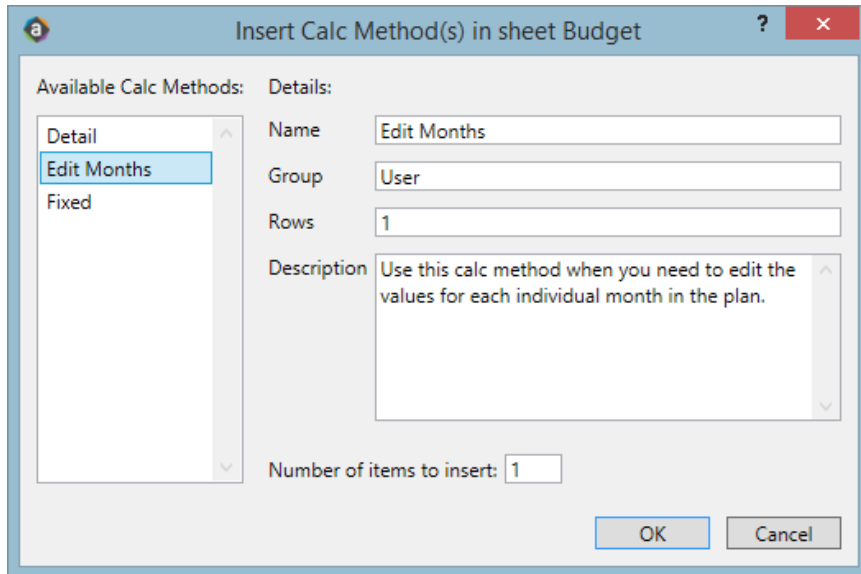 Insert Calc Method(s) in sheet Budget
?
Available Calc Methods:
Detail
Edit Months
Fixed
Details:
Name Edit Months
Group User
Rows 1
Description Use this calc method when you need to edit the
values for each individual month in the plan.
Number of items to insert: 1
OK Cancel